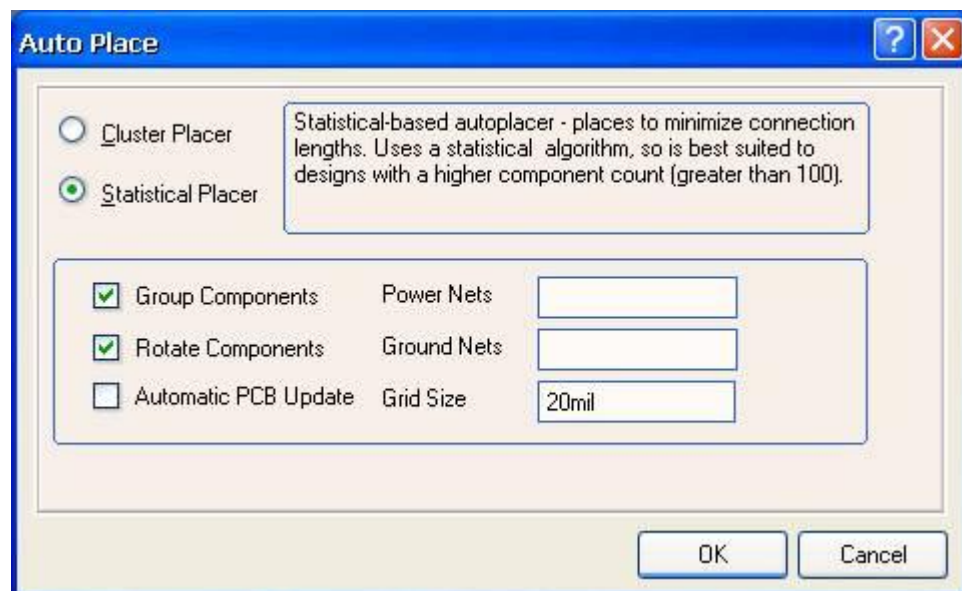 Auto Place
Cluster Placer
Statistical Placer
Statistical-based autoplacer - places to minimize connection
lengths. Uses a statistical algorithm, so is best suited to
designs with a higher component count (greater than 100).
Group Components
Power Nets
Rotate Components
Ground Nets
Automatic PCB Update
Grid Size
20mil
OK
Cancel